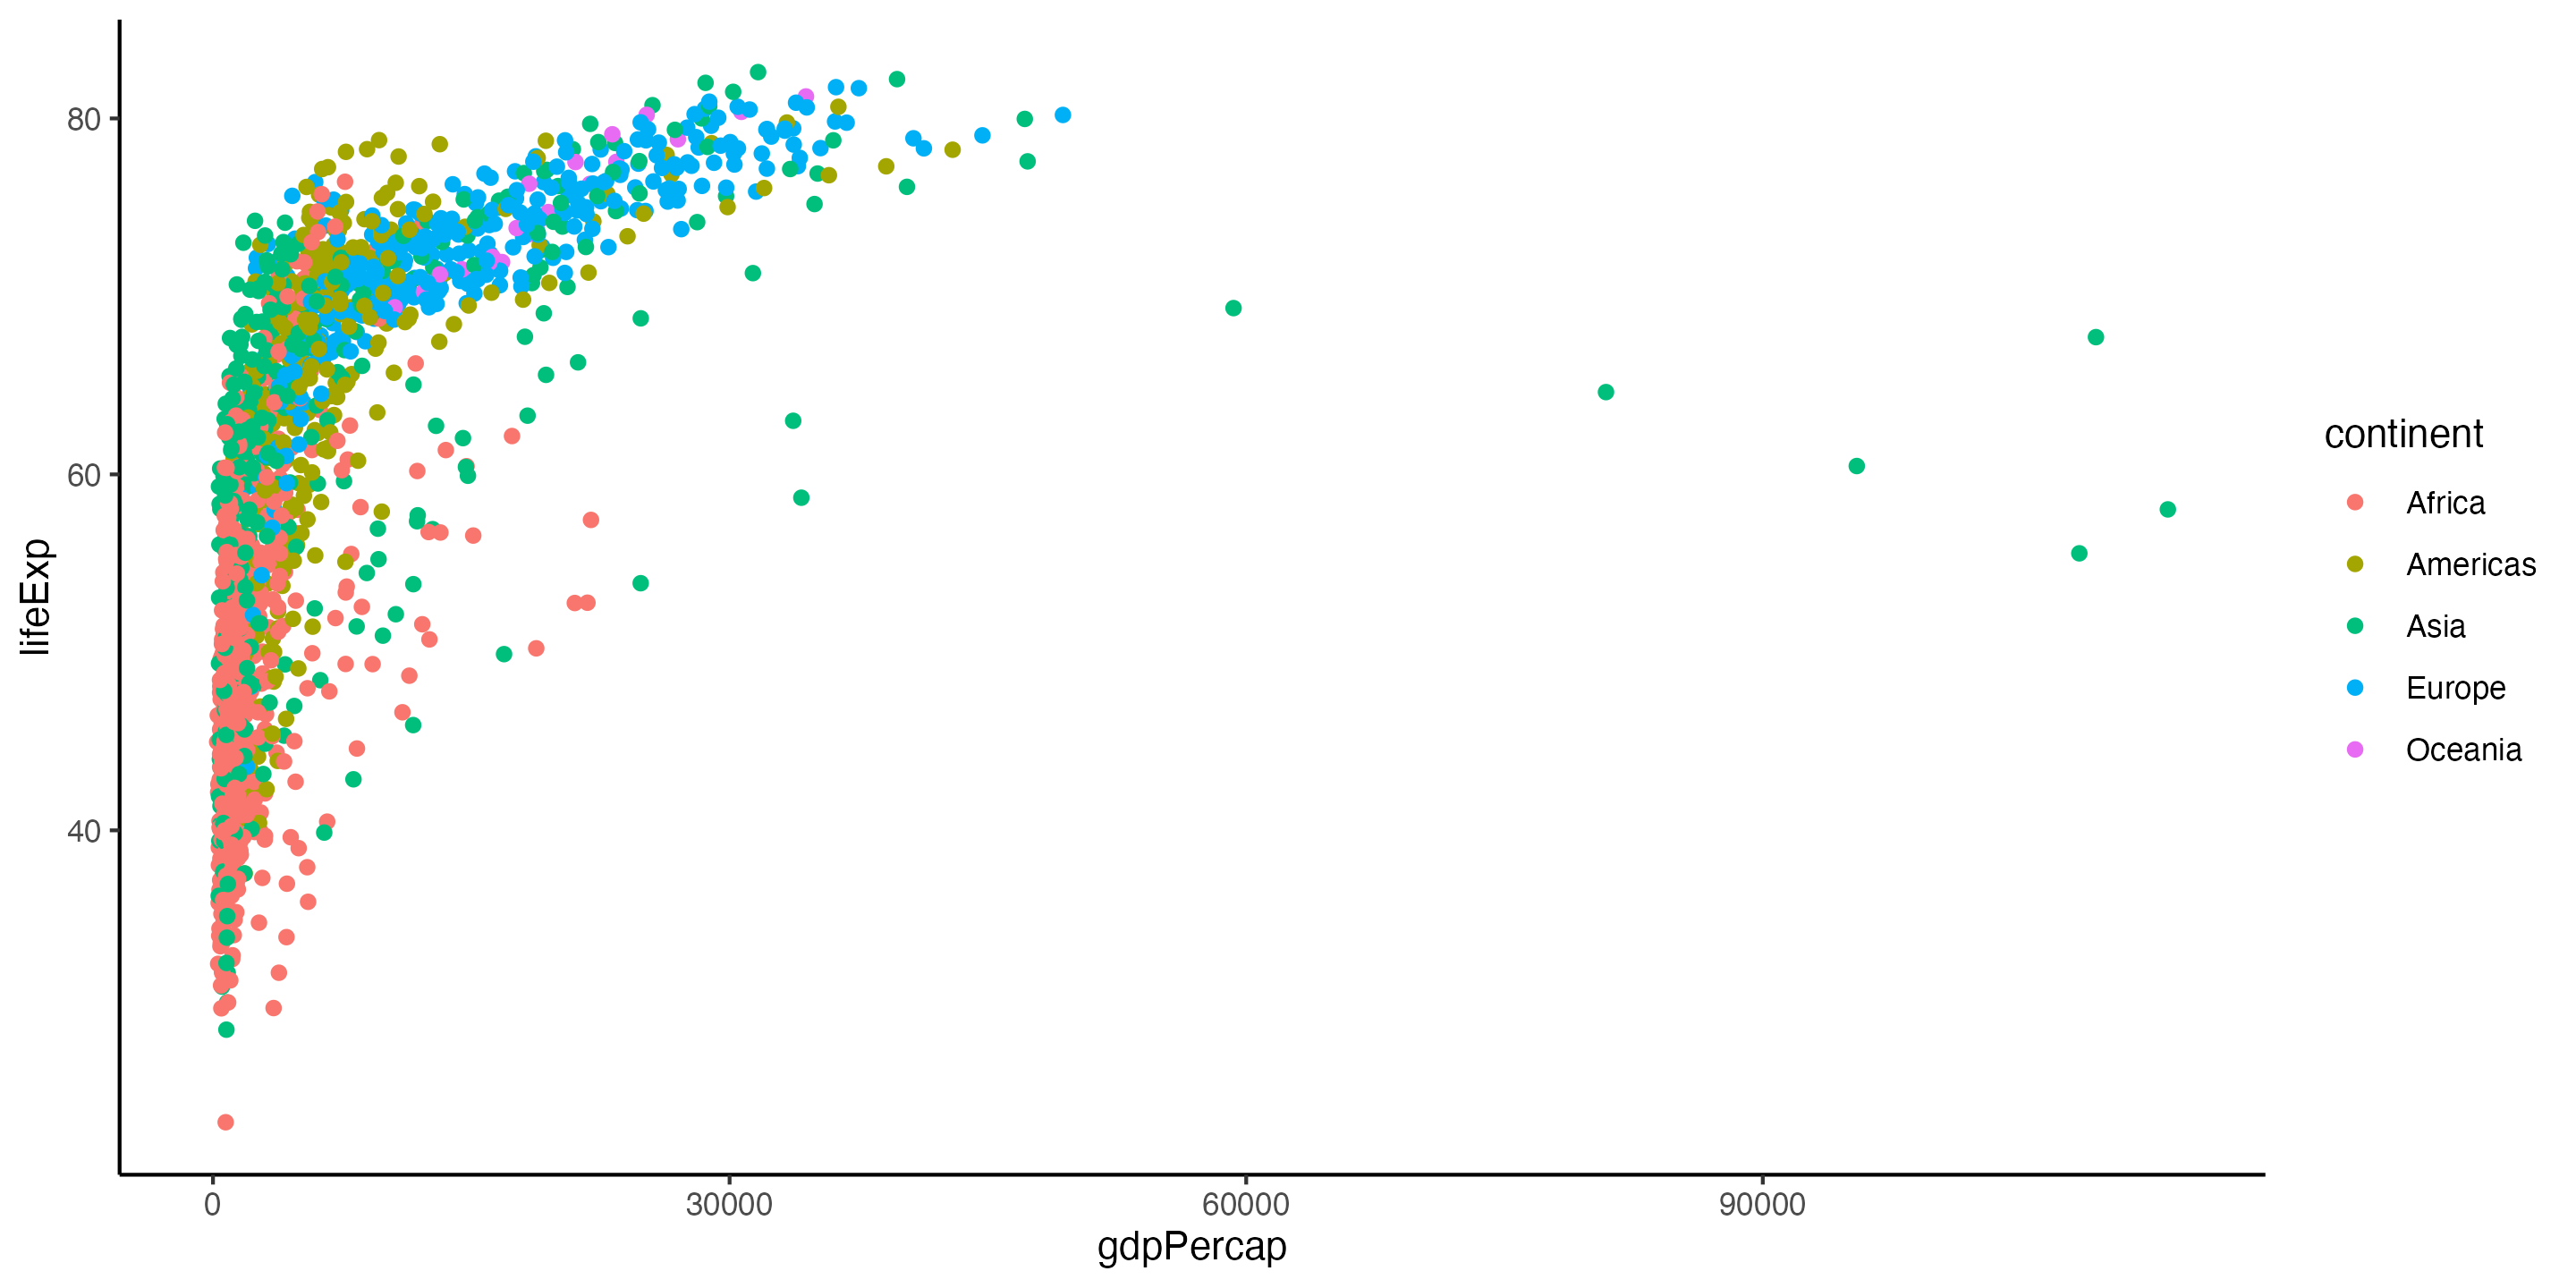 80
60
40
lifeExp
0
30000
60000
90000
gdpPercap
continent
Africa
Americas
Asia
Europe
Oceania